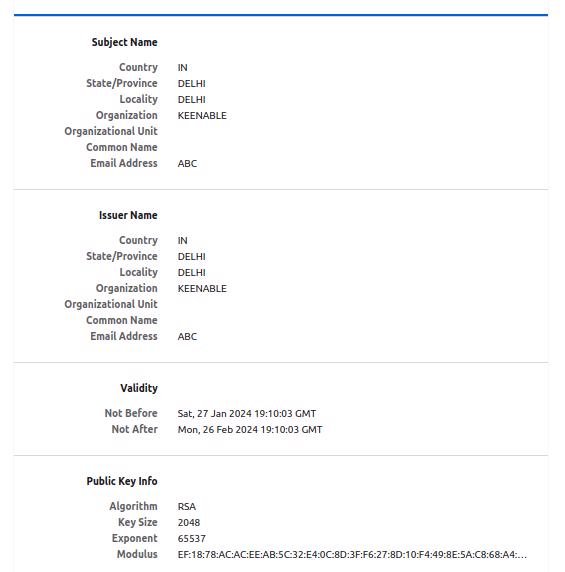 Subject Name
Country IN
State/Province DELHI
Locality DELHI
Organization KEENABLE
Organizational Unit
Common Name
Email Address ABC
Issuer Name
Country IN
State/Province DELHI
Locality DELHI
Organization KEENABLE
Organizational Unit
Common Name
Email Address ABC
Validity
Not Before Sat, 27 Jan 2024 19:10:03 GMT
Not After Mon, 26 Feb 2024 19:10:03 GMT
Public Key Info
Algorithm RSA
Key Size 2048
Exponent 65537
Modulus EF:18:78:AC:AC:EE:AB:5C:32:E4:0C:8D:3F:F6:27:8D:10:F4:49:8E:5A:C8:68:A4:...